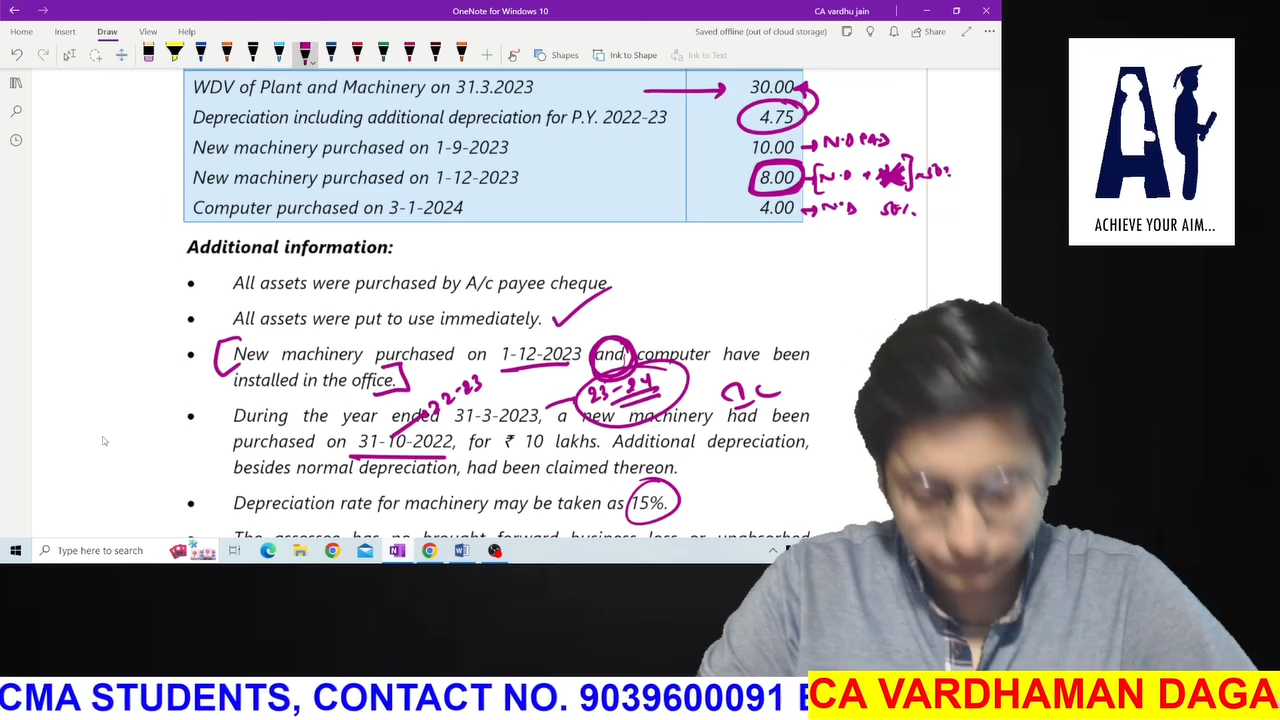 OneNote for Windows 10
CA vardhu jain
Home Insert Draw View Help
Saved offline (out of cloud storage)
Share
Shapes
Ink to Shape
Ink to Text
WDV of Plant and Machinery on 31.3.2023 30.00
Depreciation including additional depreciation for P.Y. 2022-23 4.75
New machinery purchased on 1-9-2023 10.00
New machinery purchased on 1-12-2023 8.00
Computer purchased on 3-1-2024 4.00
N.D 50%
Additional information:
• All assets were purchased by A/c payee cheque.
• All assets were put to use immediately.
• New machinery purchased on 1-12-2023 and computer have been
installed in the office.
22-23
23-24
• During the year ended 31-3-2023, a new machinery had been
purchased on 31-10-2022, for ₹ 10 lakhs. Additional depreciation,
besides normal depreciation, had been claimed thereon.
• Depreciation rate for machinery may be taken as 15%.
Type here to search
ACHIEVE YOUR AIM...
CMA STUDENTS, CONTACT NO. 9039600091
CA VARDHAMAN DAGA